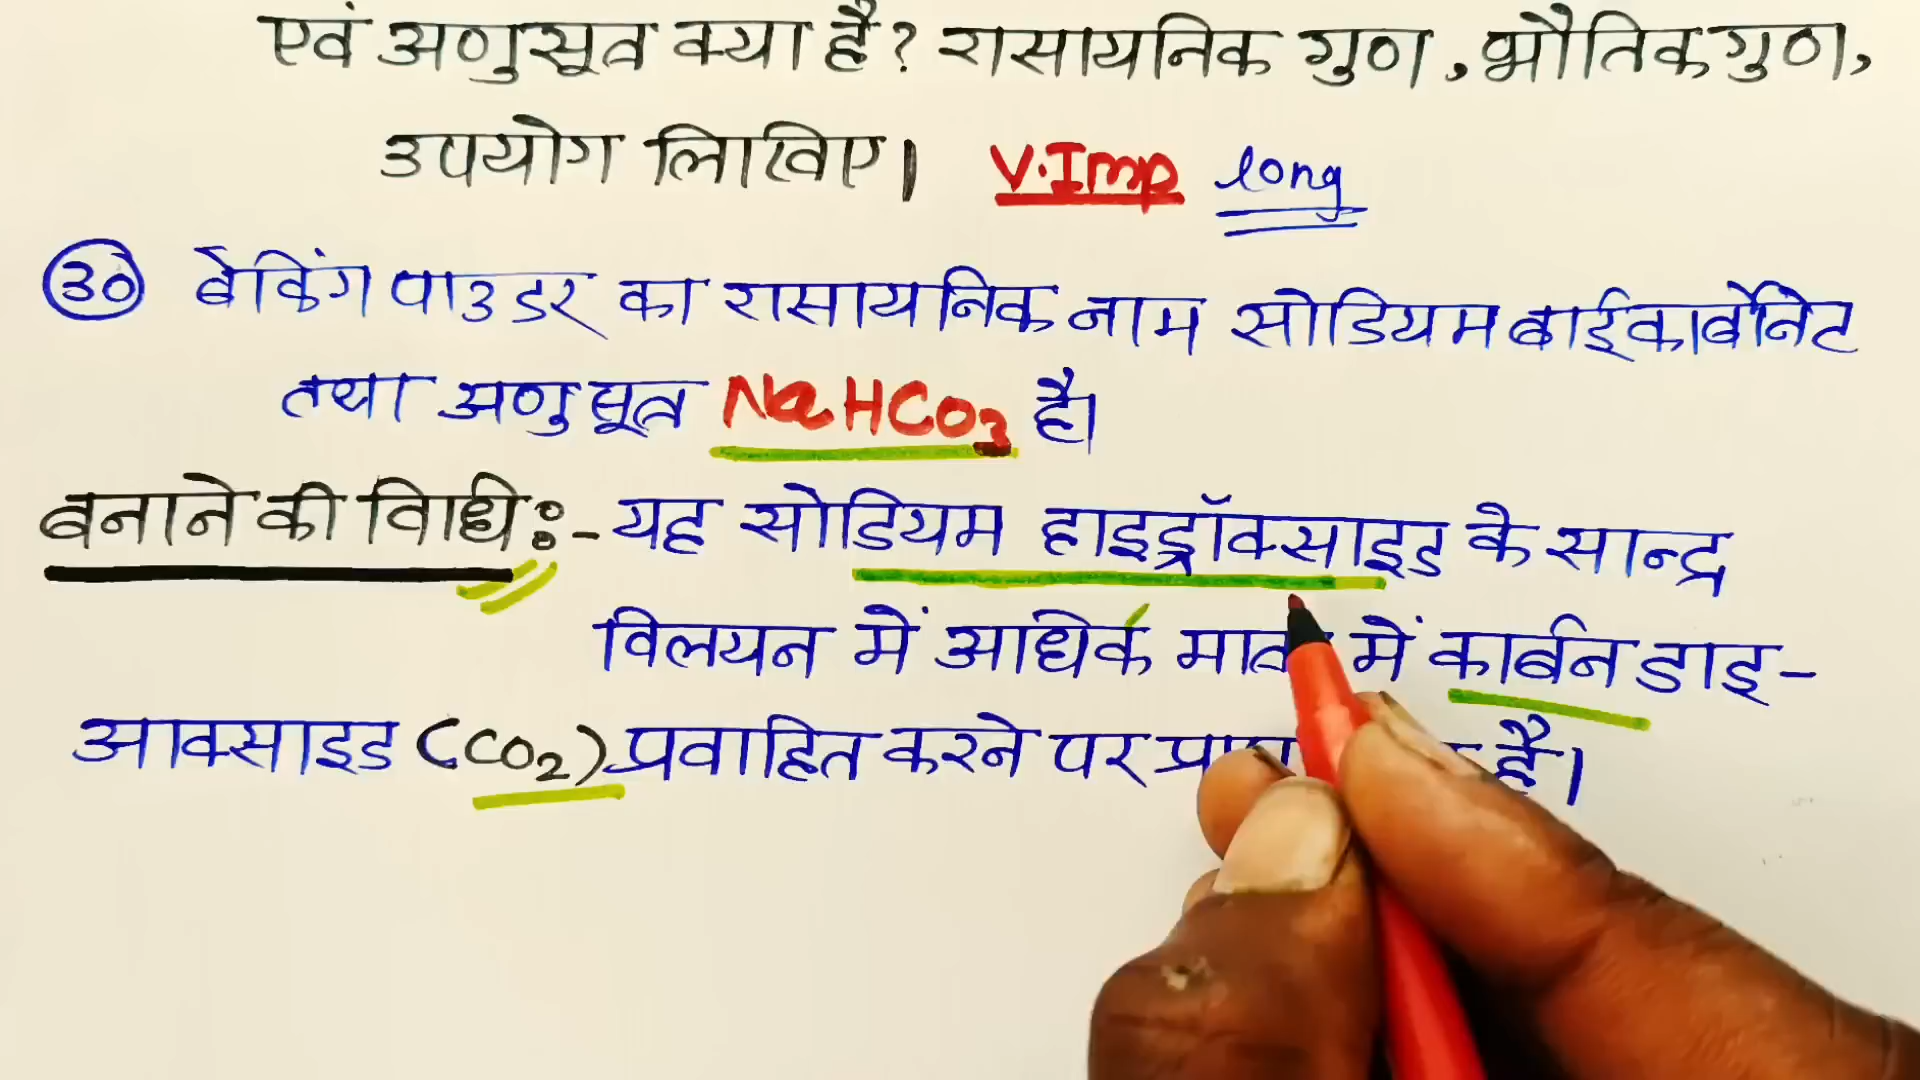 एवं अणुसूत्र क्या है? रासायनिक गुण, भौतिक गुण,
उपयोग लिखिए। V.Imp long
उ० बेकिंग पाउडर का रासायनिक नाम सोडियम बाईकार्बोनेट
तथा अणुसूत्र NaHCO3 है।
बनाने की विधि:- यह सोडियम हाइड्रॉक्साइड के सान्द्र
विलयन में अधिक में कार्बन डाइ-
आक्साइड (CO2) प्रवाहित करने पर है।